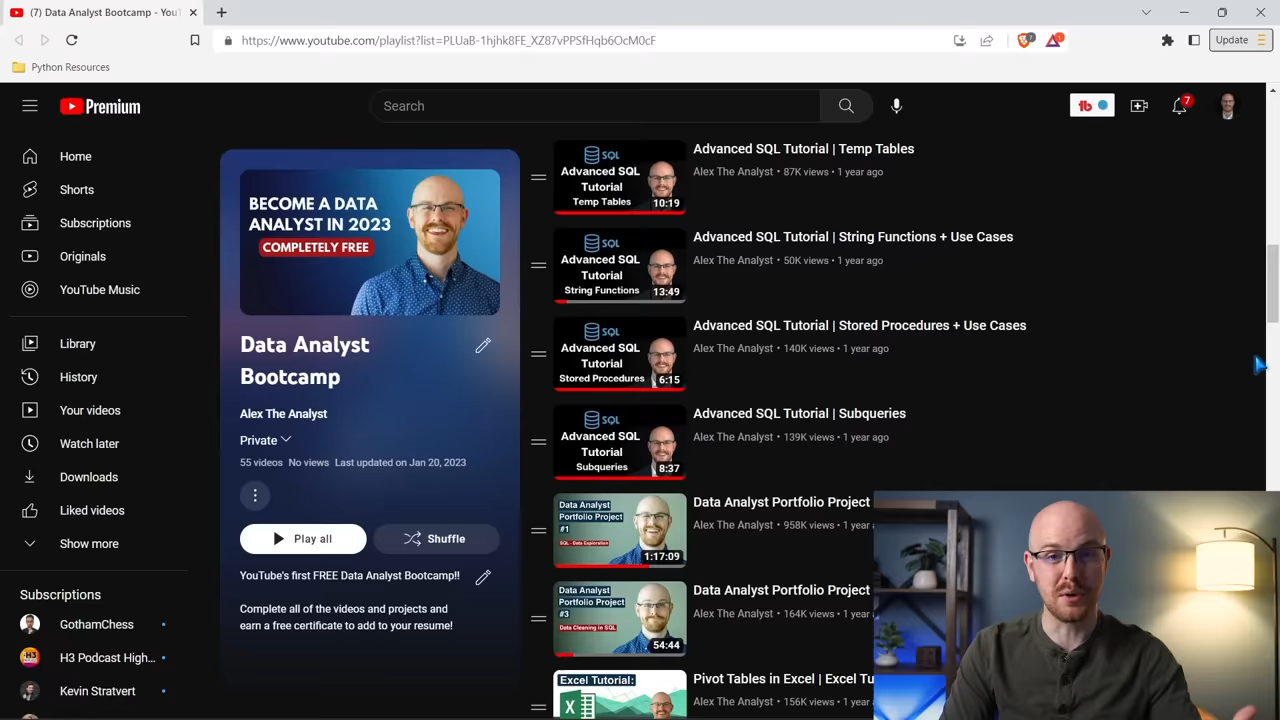 (7) Data Analyst Bootcamp - YouT
https://www.youtube.com/playlist?list=PLUaB-1hjhk8FE_XZ87vPPSfHqb6OcM0cF
7
1
Update
Python Resources
Premium
Search
tb
7
Home
Shorts
Subscriptions
Originals
YouTube Music
Library
History
Your videos
Watch later
Downloads
Liked videos
Show more
Subscriptions
GothamChess
H3 Podcast High...
Kevin Stratvert
BECOME A DATA
ANALYST IN 2023
COMPLETELY FREE
Data Analyst
Bootcamp
Alex The Analyst
Private
55 videos No views Last updated on Jan 20, 2023
Play all
Shuffle
YouTube's first FREE Data Analyst Bootcamp!!
Complete all of the videos and projects and
earn a free certificate to add to your resume!
SQL
Advanced SQL
Tutorial
Temp Tables
10:19
Advanced SQL Tutorial | Temp Tables
Alex The Analyst • 87K views • 1 year ago
SQL
Advanced SQL
Tutorial
String Functions
13:49
Advanced SQL Tutorial | String Functions + Use Cases
Alex The Analyst • 50K views • 1 year ago
SQL
Advanced SQL
Tutorial
Stored Procedures
6:15
Advanced SQL Tutorial | Stored Procedures + Use Cases
Alex The Analyst • 140K views • 1 year ago
SQL
Advanced SQL
Tutorial
Subqueries
8:37
Advanced SQL Tutorial | Subqueries
Alex The Analyst • 139K views • 1 year ago
Data Analyst
Portfolio Project
#1
SQL - Data Exploration
1:17:09
Data Analyst Portfolio Project
Alex The Analyst • 958K views •
Data Analyst
Portfolio Project
#3
Data Cleaning in SQL
54:44
Data Analyst Portfolio Project
Alex The Analyst • 164K views • 1 year
Excel Tutorial:
X
Pivot Tables in Excel | Excel Tu
Alex The Analyst • 156K views • 1 year